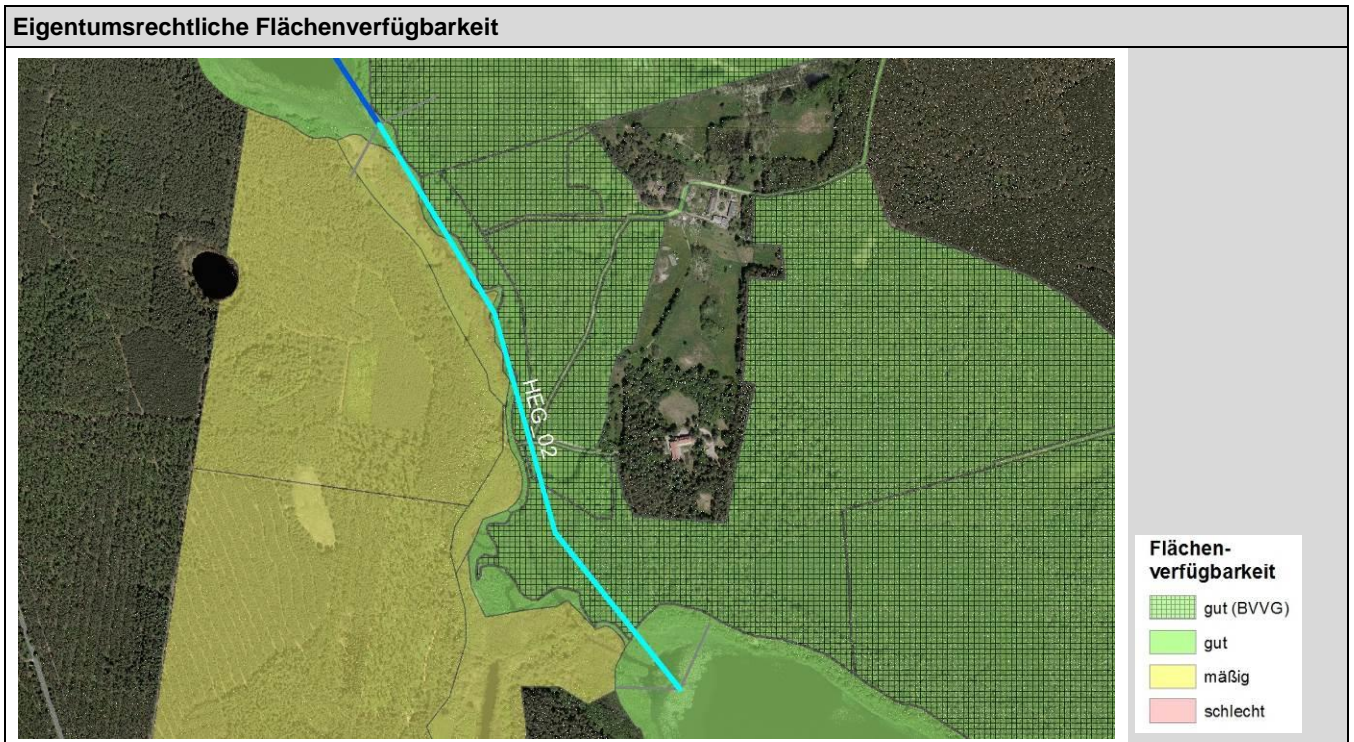 Eigentumsrechtliche Flächenverfügbarkeit
HEG_02
Flächen-
verfügbarkeit
gut (BVVG)
gut
mäßig
schlecht